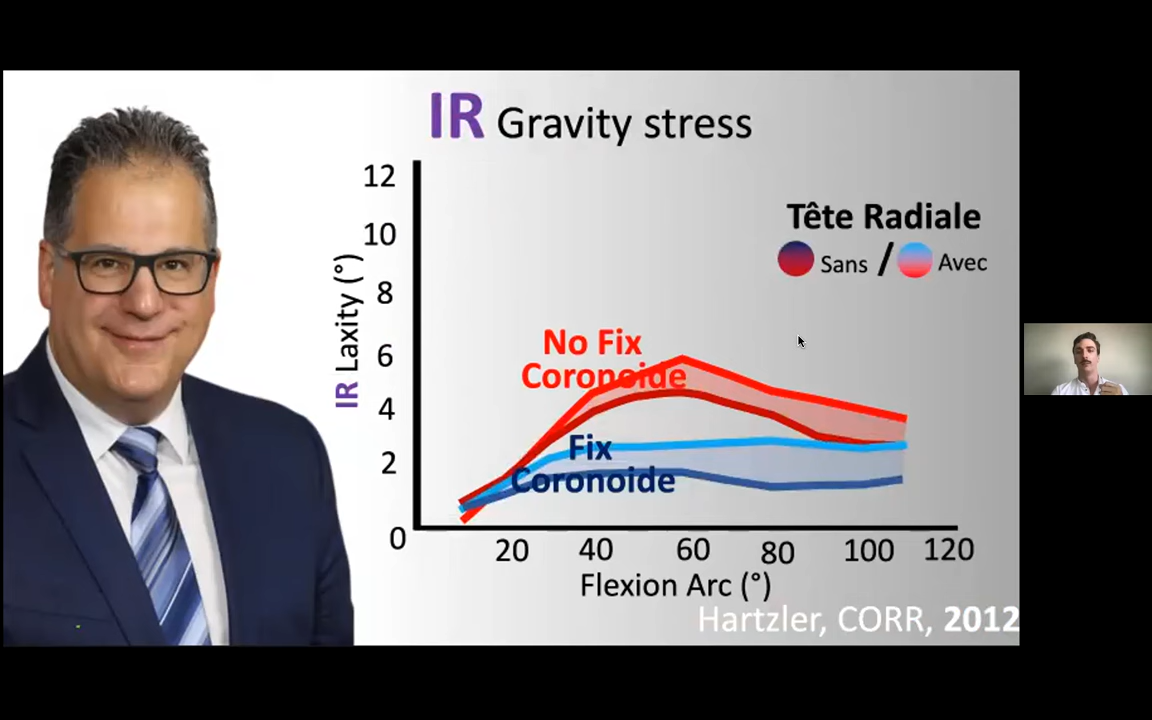 IR Gravity stress
12
10
8
6
4
2
0
IR Laxity (°)
Tête Radiale
Sans / Avec
No Fix
Coronoide
Fix
Coronoide
20 40 60 80 100 120
Flexion Arc (°)
Hartzler, CORR, 2012